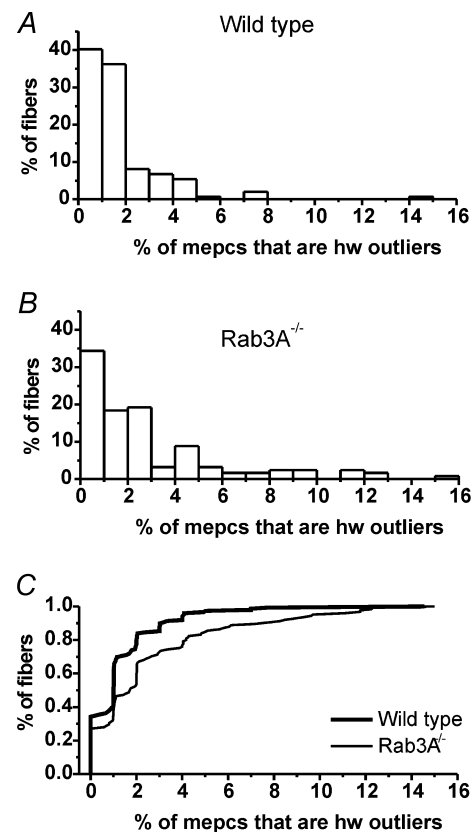 A
Wild type
% of fibers
40
30
20
10
0
0 2 4 6 8 10 12 14 16
% of mepcs that are hw outliers
B
Rab3A-/-
% of fibers
40
30
20
10
0
0 2 4 6 8 10 12 14 16
% of mepcs that are hw outliers
C
% of fibers
1.0
0.8
0.6
0.4
0.2
0.0
Wild type
Rab3A-/-
0 2 4 6 8 10 12 14 16
% of mepcs that are hw outliers